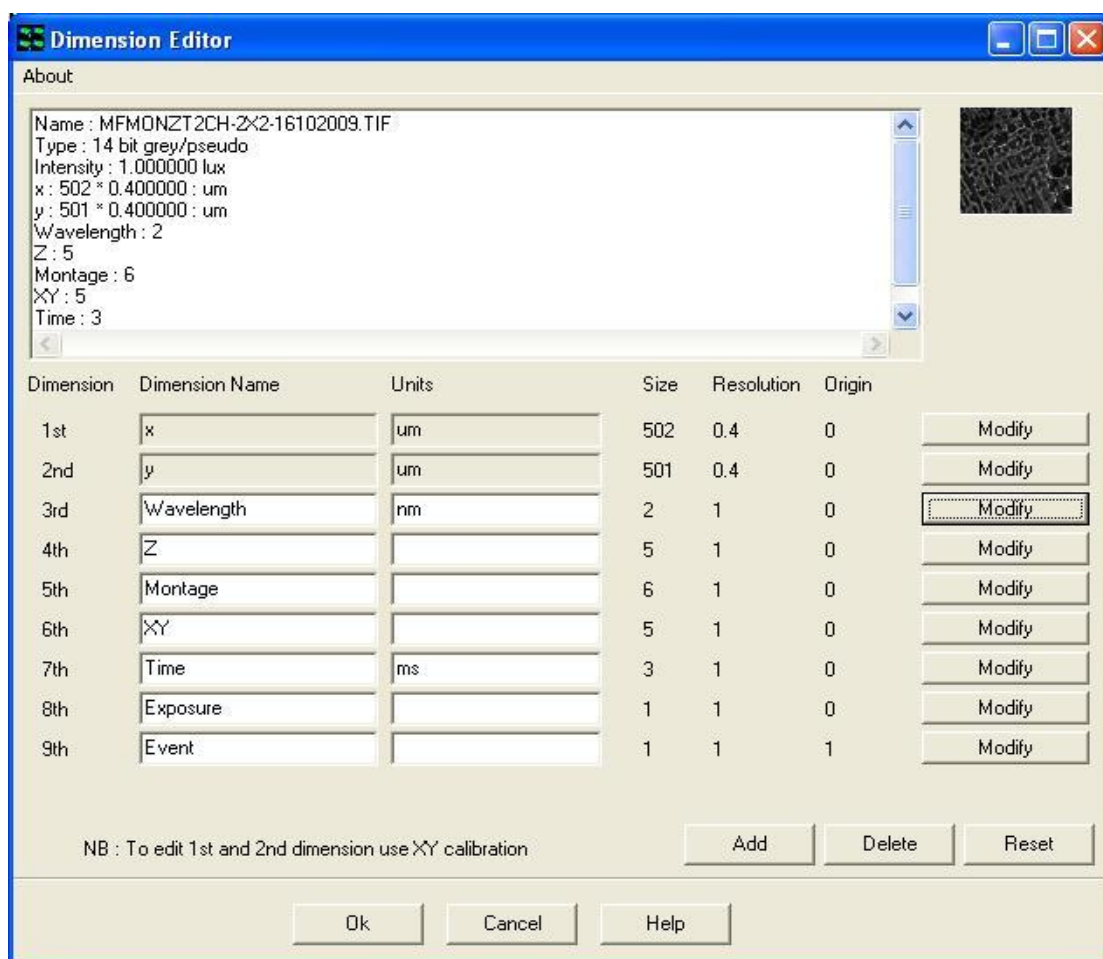 Dimension Editor
About
Name : MFMONZT2CH-2X2-16102009.TIF
Type : 14 bit grey/pseudo
Intensity : 1.000000 lux
x : 502 * 0.400000 : um
y : 501 * 0.400000 : um
Wavelength : 2
Z : 5
Montage : 6
XY : 5
Time : 3
Dimension Dimension Name Units Size Resolution Origin
1st x um 502 0.4 0 Modify
2nd y um 501 0.4 0 Modify
3rd Wavelength nm 2 1 0 Modify
4th Z 5 1 0 Modify
5th Montage 6 1 0 Modify
6th XY 5 1 0 Modify
7th Time ms 3 1 0 Modify
8th Exposure 1 1 0 Modify
9th Event 1 1 1 Modify
NB : To edit 1st and 2nd dimension use XY calibration Add Delete Reset
Ok Cancel Help